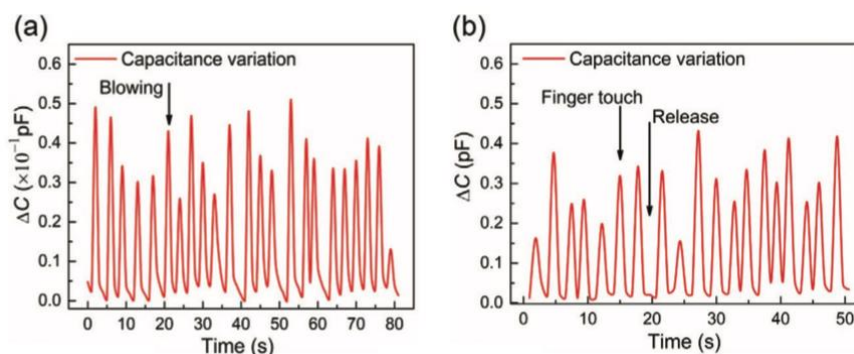 (a)
Capacitance variation
Blowing
ΔC (×10⁻¹pF)
0.6
0.5
0.4
0.3
0.2
0.1
0.0
0 10 20 30 40 50 60 70 80
Time (s)
(b)
Capacitance variation
Finger touch
Release
ΔC (pF)
0.6
0.5
0.4
0.3
0.2
0.1
0.0
0 10 20 30 40 50
Time (s)